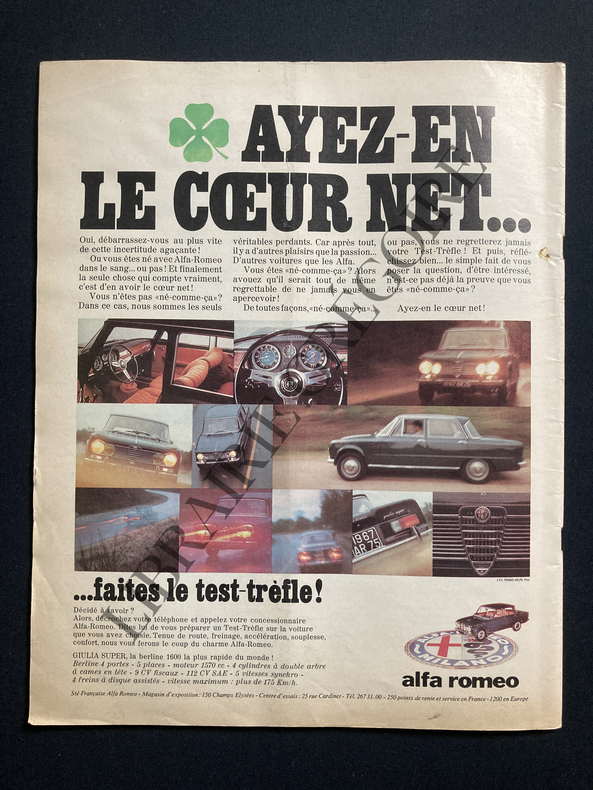 AYEZ-EN
LE CŒUR NET...
Oui, débarrassez-vous au plus vite
de cette incertitude agaçante!
Ou vous êtes né avec Alfa-Romeo
dans le sang... ou pas! Et finalement
la seule chose qui compte vraiment,
c'est d'en avoir le cœur net!
Vous n'êtes pas «né-comme-ça»?
Dans ce cas, nous sommes les seuls
véritables perdants. Car après tout,
il y a d'autres plaisirs que la passion...
D'autres voitures que les Alfa.
Vous êtes «né-comme-ça»? Alors
avouez qu'il serait tout de même
regrettable de ne jamais vous en
apercevoir!
De toutes façons, «né-comme-ça»...
ou pas, vous ne regretterez jamais
votre Test-Trèfle! Et puis, réflé-
chissez bien... le simple fait de vous
poser la question, d'être intéressé,
n'est-ce pas déjà la preuve que vous
êtes «né-comme-ça»?
Ayez-en le cœur net!
1967
AR 75
...faites le test-trèfle!
Décidé à savoir?
Alors, décrochez votre téléphone et appelez votre concessionnaire
Alfa-Romeo. Dites lui de vous préparer un Test-Trèfle sur la voiture
que vous avez choisie. Tenue de route, freinage, accélération, souplesse,
confort, nous vous ferons le coup du charme Alfa-Romeo.
GIULIA SUPER, la berline 1600 la plus rapide du monde!
Berline 4 portes - 5 places - moteur 1570 cc - 4 cylindres à double arbre
à cames en tête - 9 CV fiscaux - 112 CV SAE - 5 vitesses synchro -
4 freins à disque assistés - vitesse maximum: plus de 175 Km/h.
MILANO
alfa romeo
Sté Française Alfa Romeo - Magasin d'exposition: 150 Champs Elysées - Centre d'essais: 25 rue Cardinet - Tél. 267 31.00 - 250 points de vente et service en France - 1200 en Europe
LIBRAIRIE GREGOIRE